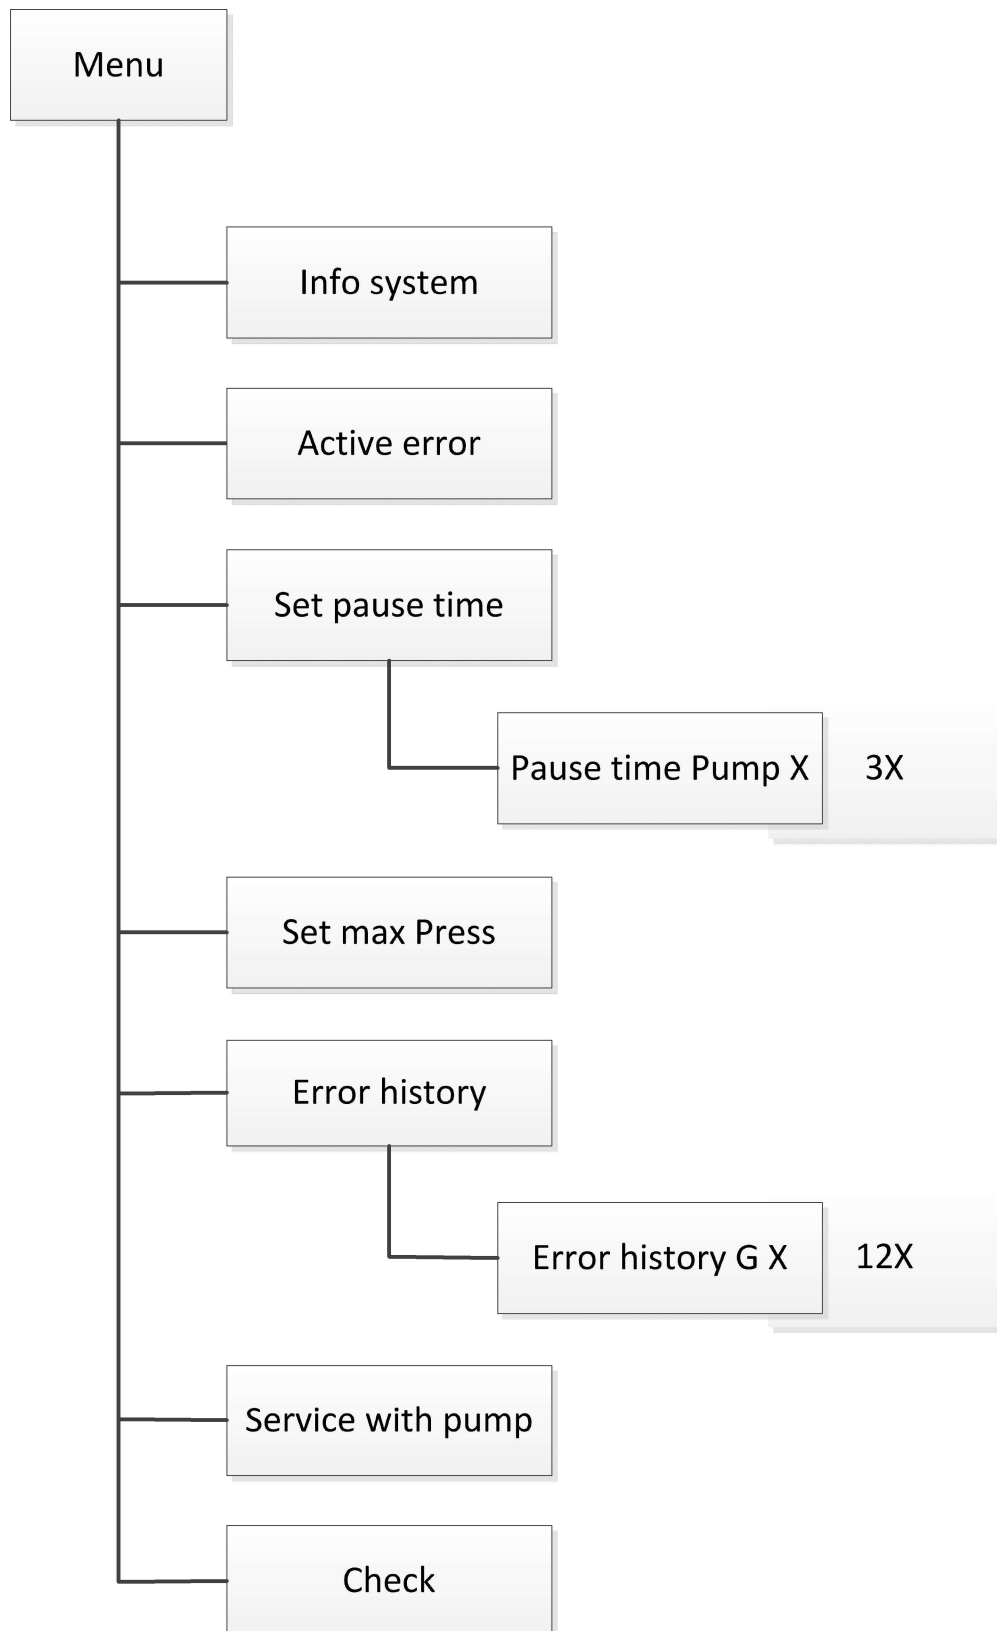 Menu
Info system
Active error
Set pause time
Pause time Pump X
3X
Set max Press
Error history
Error history G X
12X
Service with pump
Check